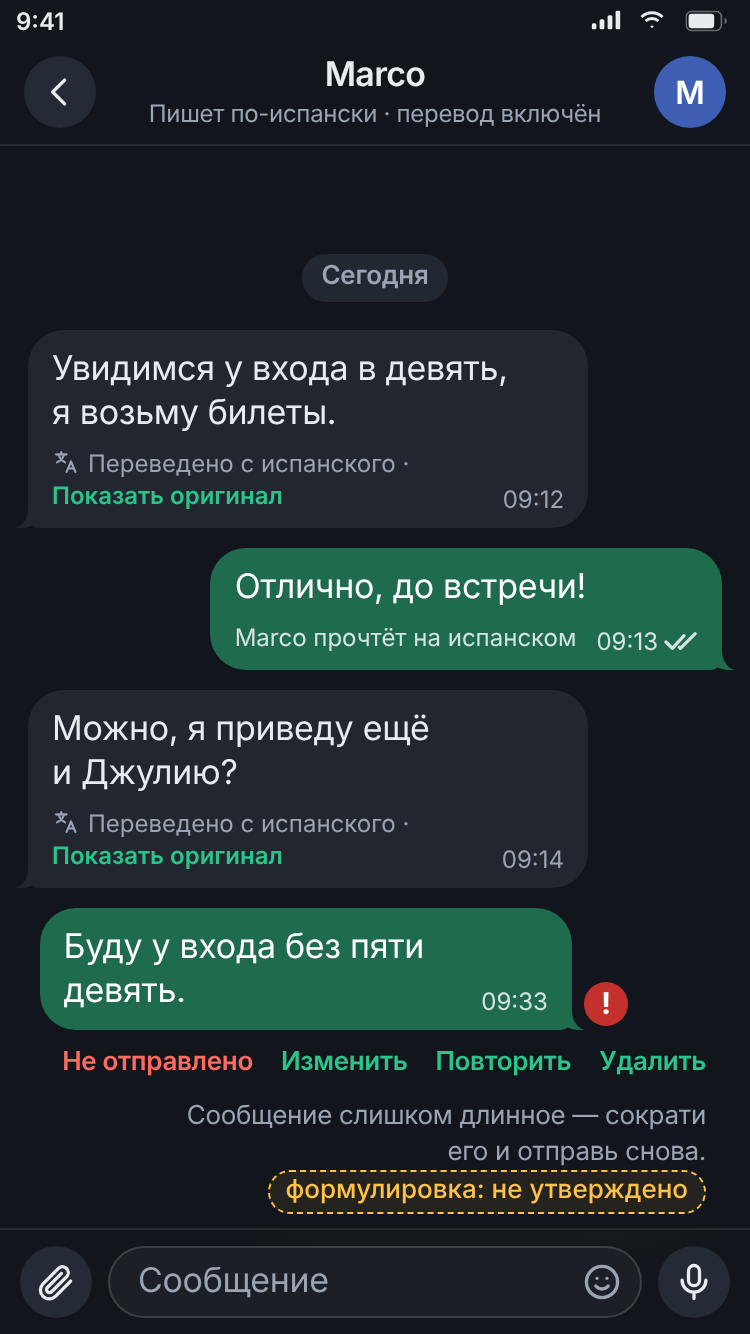 9:41
Marco
Пишет по-испански · перевод включён
M
Сегодня
Увидимся у входа в девять,
я возьму билеты.
Переведено с испанского ·
Показать оригинал
09:12
Отлично, до встречи!
Marco прочтёт на испанском 09:13
Можно, я приведу ещё
и Джулию?
Переведено с испанского ·
Показать оригинал
09:14
Буду у входа без пяти
девять.
09:33
!
Не отправлено Изменить Повторить Удалить
Сообщение слишком длинное — сократи
его и отправь снова.
формулировка: не утверждено
Сообщение